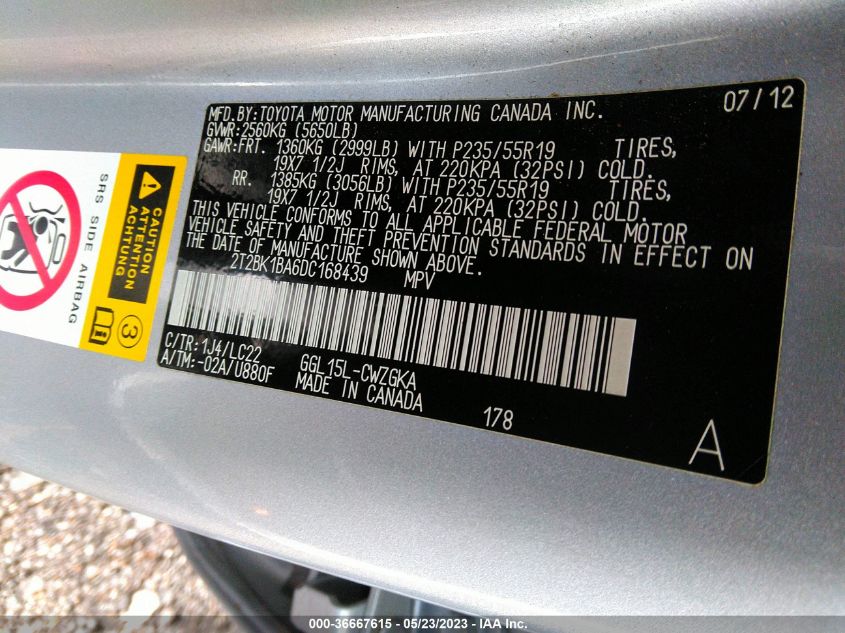 MFD.BY:TOYOTA MOTOR MANUFACTURING CANADA INC. 07/12
GVWR:2560KG (5650LB)
GAWR:FRT. 1360KG (2999LB) WITH P235/55R19 TIRES,
19X7 1/2J RIMS, AT 220KPA (32PSI) COLD.
RR. 1385KG (3056LB) WITH P235/55R19 TIRES,
19X7 1/2J RIMS, AT 220KPA (32PSI) COLD.
THIS VEHICLE CONFORMS TO ALL APPLICABLE FEDERAL MOTOR
VEHICLE SAFETY AND THEFT PREVENTION STANDARDS IN EFFECT ON
THE DATE OF MANUFACTURE SHOWN ABOVE.
2T2BK1BA6DC168439 MPV
C/TR:1J4/LC22
A/TM:-02A/U880F
GGL15L-CWZGKA
MADE IN CANADA
178
A
SRS SIDE AIRBAG
CAUTION
ATTENTION
ACHTUNG
3
000-36667615 - 05/23/2023 - IAA Inc.